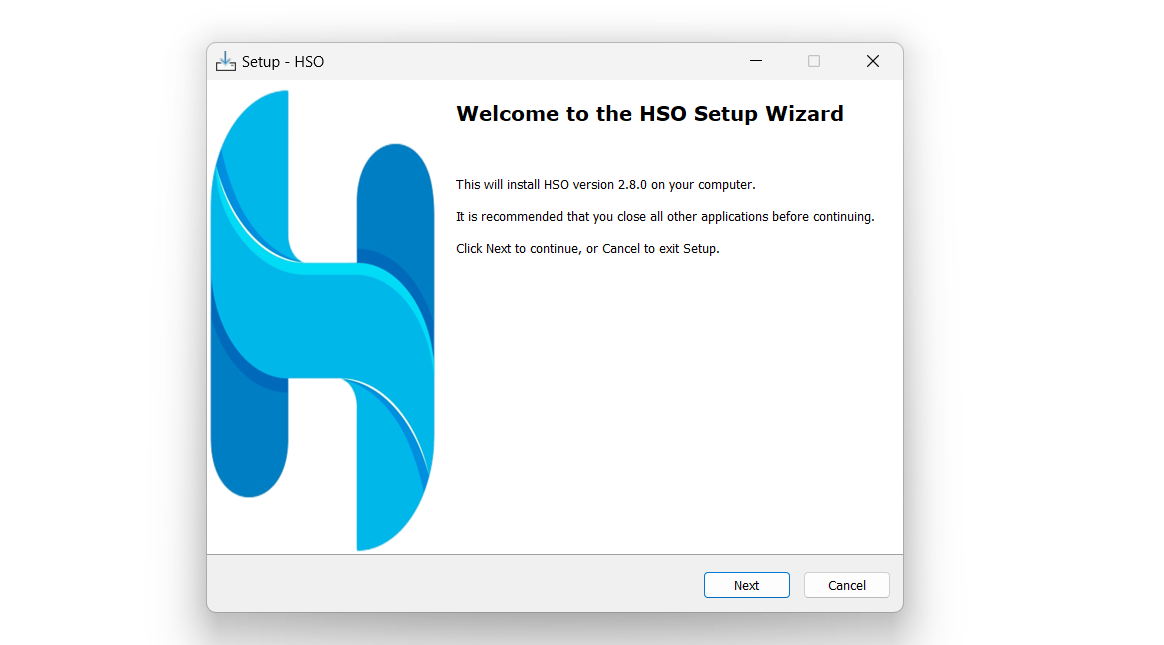 Setup - HSO
Welcome to the HSO Setup Wizard
This will install HSO version 2.8.0 on your computer.
It is recommended that you close all other applications before continuing.
Click Next to continue, or Cancel to exit Setup.
Next
Cancel